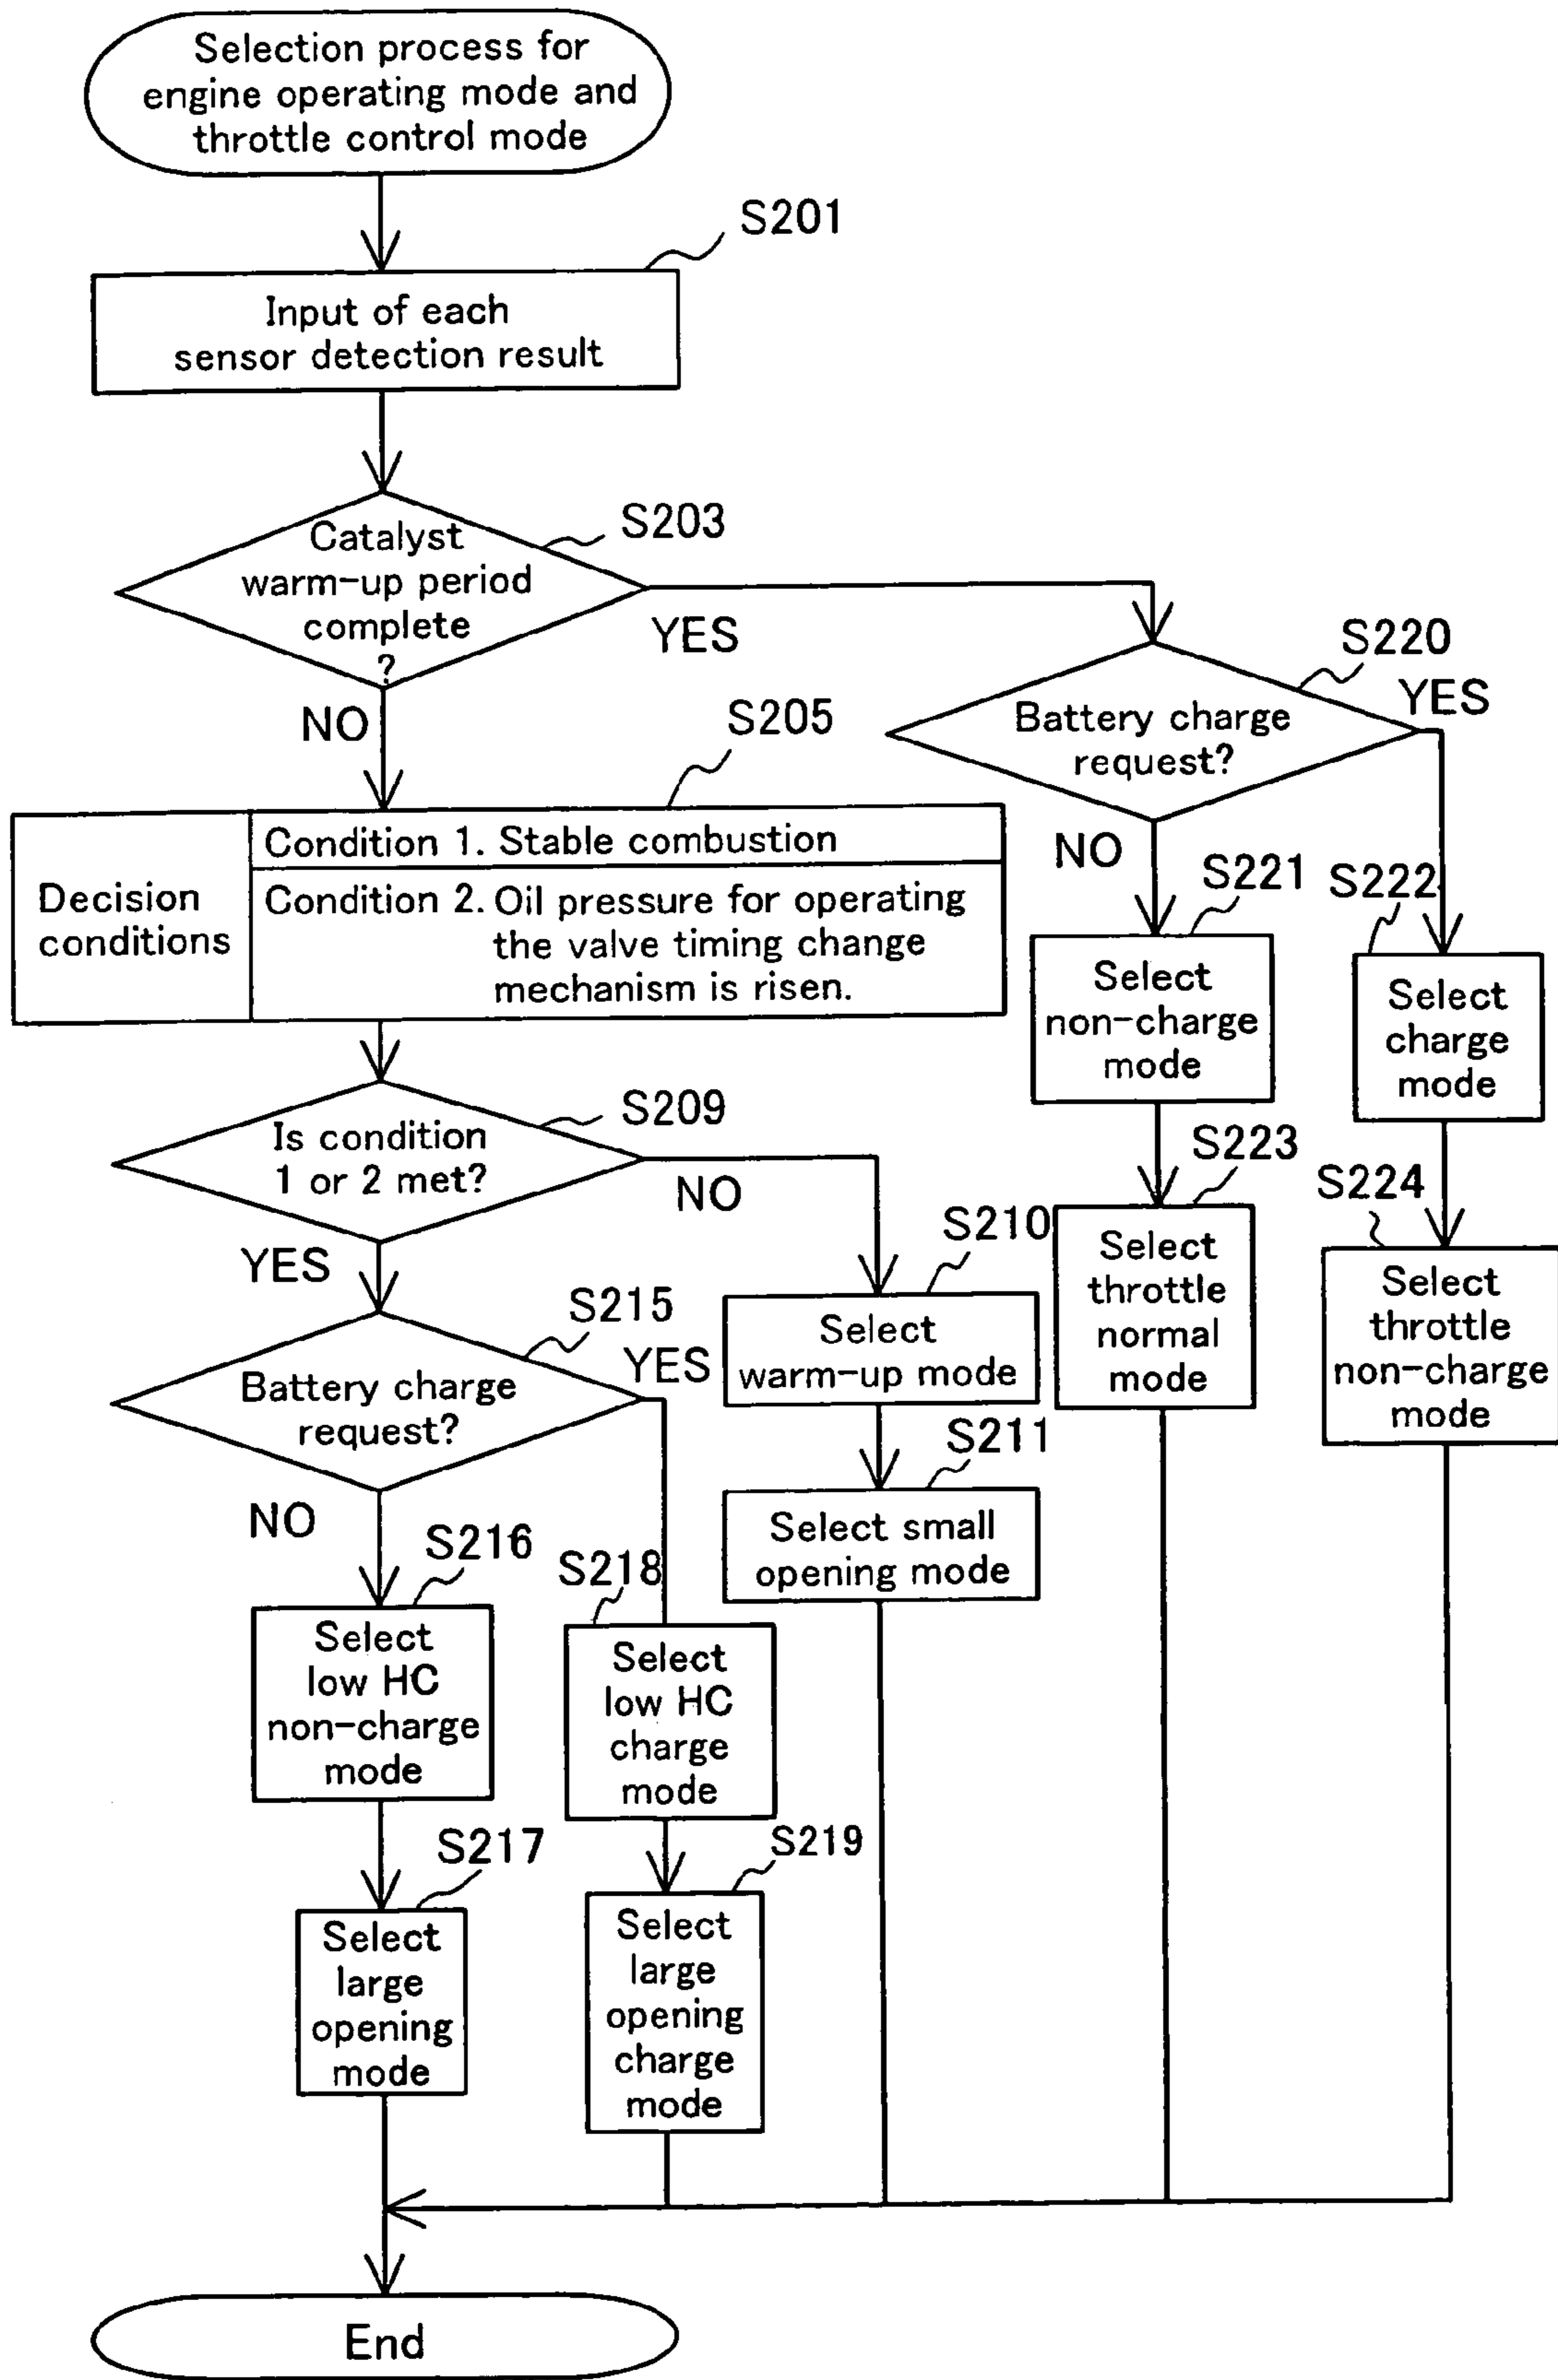 Selection process for
engine operating mode and
throttle control mode
S201
Input of each
sensor detection result
S203
Catalyst
warm-up period
complete
?
YES
NO
S220
Battery charge
request?
YES
NO
S205
Decision
conditions
Condition 1. Stable combustion
Condition 2. Oil pressure for operating
the valve timing change
mechanism is risen.
S221
Select
non-charge
mode
S222
Select
charge
mode
S209
Is condition
1 or 2 met?
NO
YES
S223
Select
throttle
normal
mode
S224
Select
throttle
non-charge
mode
S210
Select
warm-up mode
S211
Select small
opening mode
S215
Battery charge
request?
YES
NO
S216
Select
low HC
non-charge
mode
S218
Select
low HC
charge
mode
S217
Select
large
opening
mode
S219
Select
large
opening
charge
mode
End